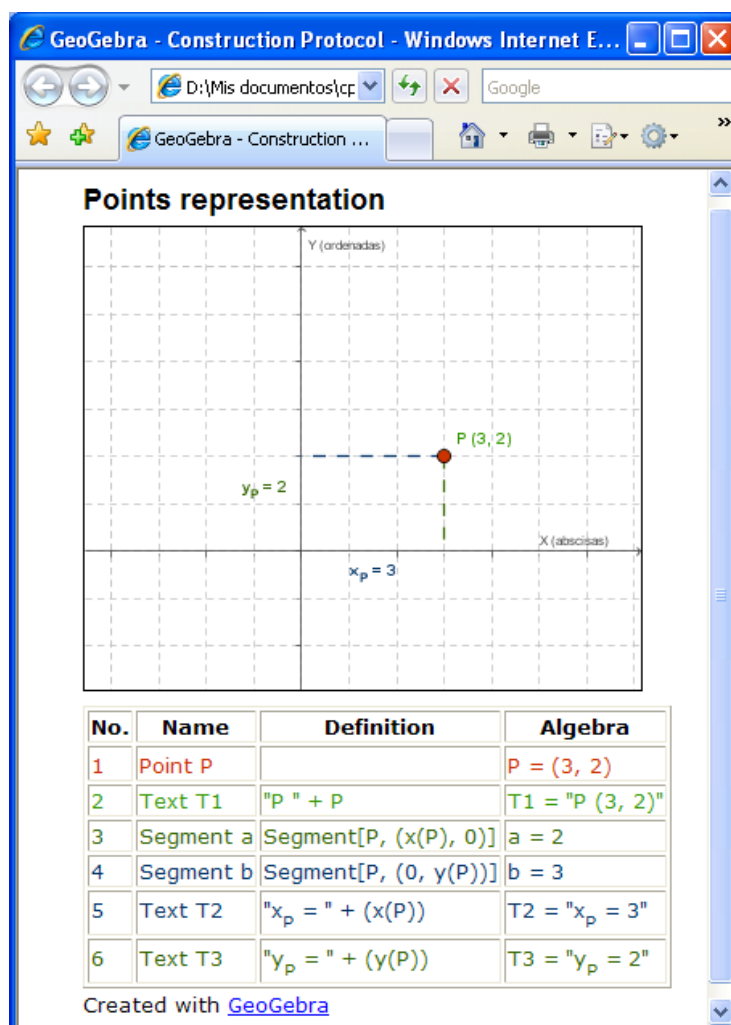 GeoGebra - Construction Protocol - Windows Internet E...
D:\Mis documentos\cp
Google
GeoGebra - Construction ...
»
Points representation
Y (ordenadas)
P (3, 2)
yP = 2
X (abscisas)
xP = 3
No. Name Definition Algebra
1 Point P P = (3, 2)
2 Text T1 "P " + P T1 = "P (3, 2)"
3 Segment a Segment[P, (x(P), 0)] a = 2
4 Segment b Segment[P, (0, y(P))] b = 3
5 Text T2 "xp = " + (x(P)) T2 = "xp = 3"
6 Text T3 "yp = " + (y(P)) T3 = "yp = 2"
Created with GeoGebra